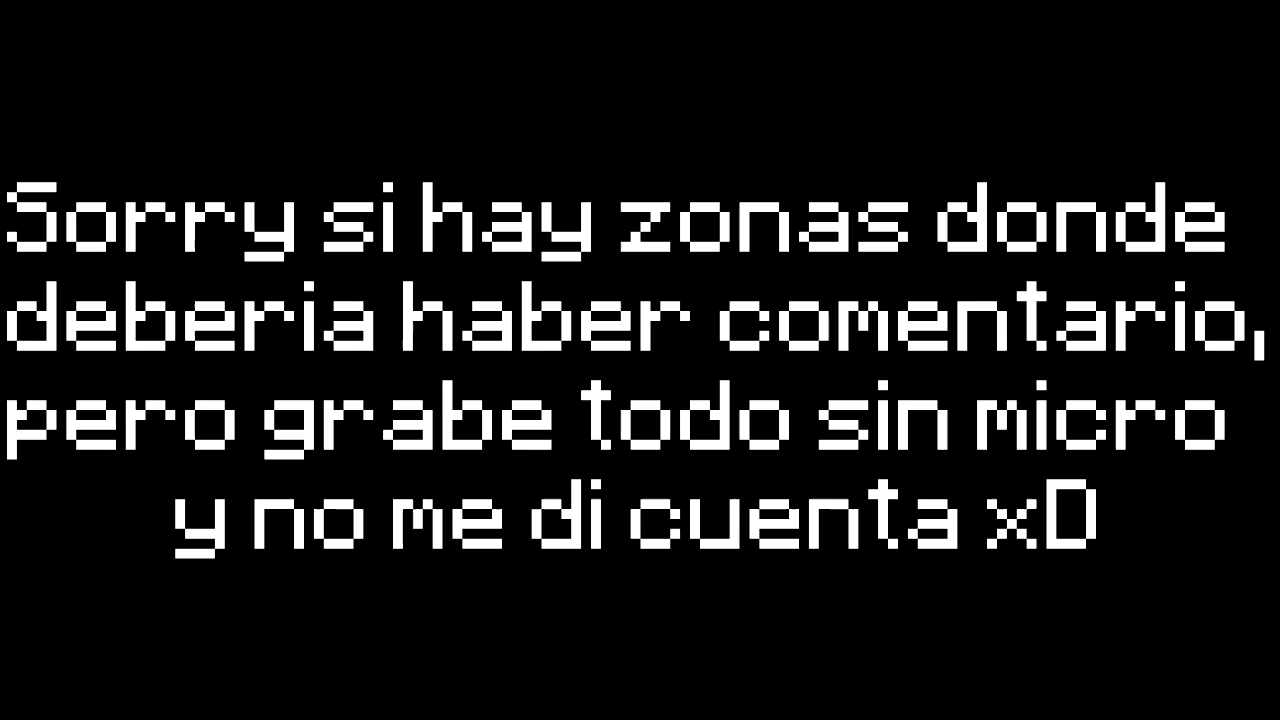 Sorry si hay zonas donde
deberia haber comentario,
pero grabe todo sin micro
y no me di cuenta xD